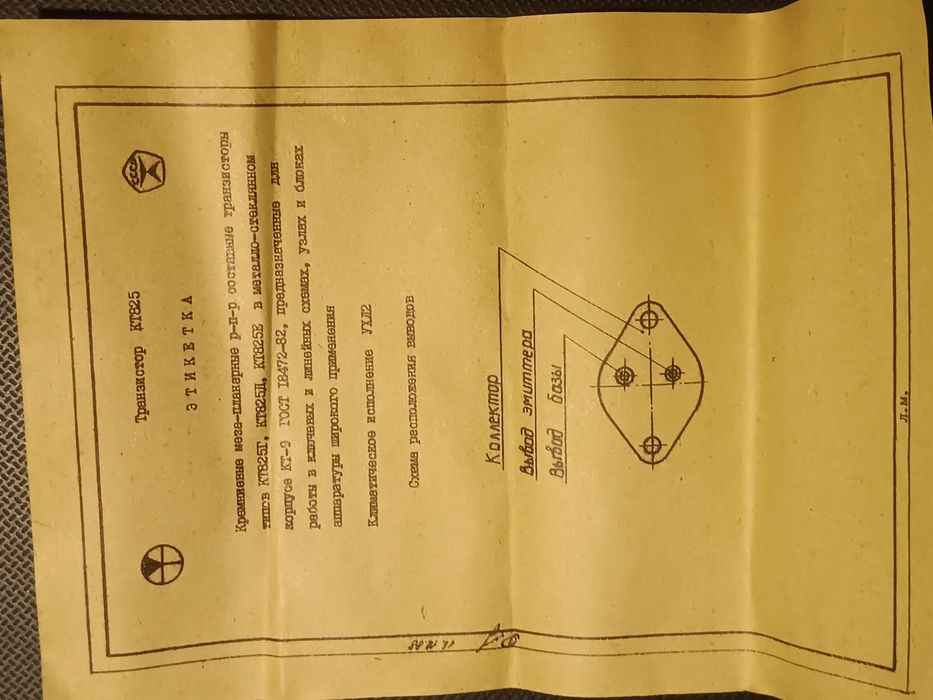 СССР
Транзистор КТ825
ЭТИКЕТКА
Кремниевые меза-планарные p-n-p составные транзисторы
типов КТ825Г, КТ825Д, КТ825Е в металло-стеклянном
корпусе КТ-9 ГОСТ 18472-82, предназначенные для
работы в ключевых и линейных схемах, узлах и блоках
аппаратуры широкого применения
Климатическое исполнение УХЛ2
Схема расположения выводов
Коллектор
Вывод эмиттера
Вывод базы
Л.М.